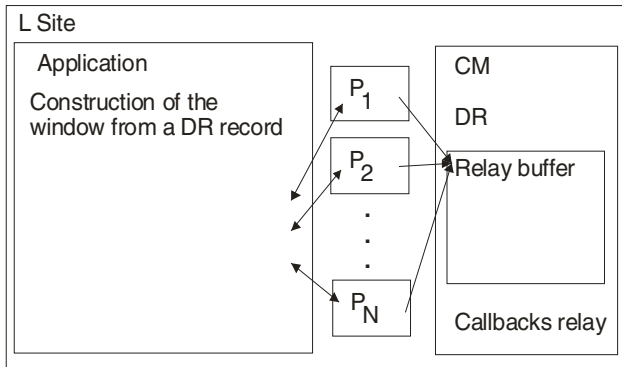 L Site
Application
Construction of the
window from a DR record
P1
P2
. . .
PN
CM
DR
Relay buffer
Callbacks relay